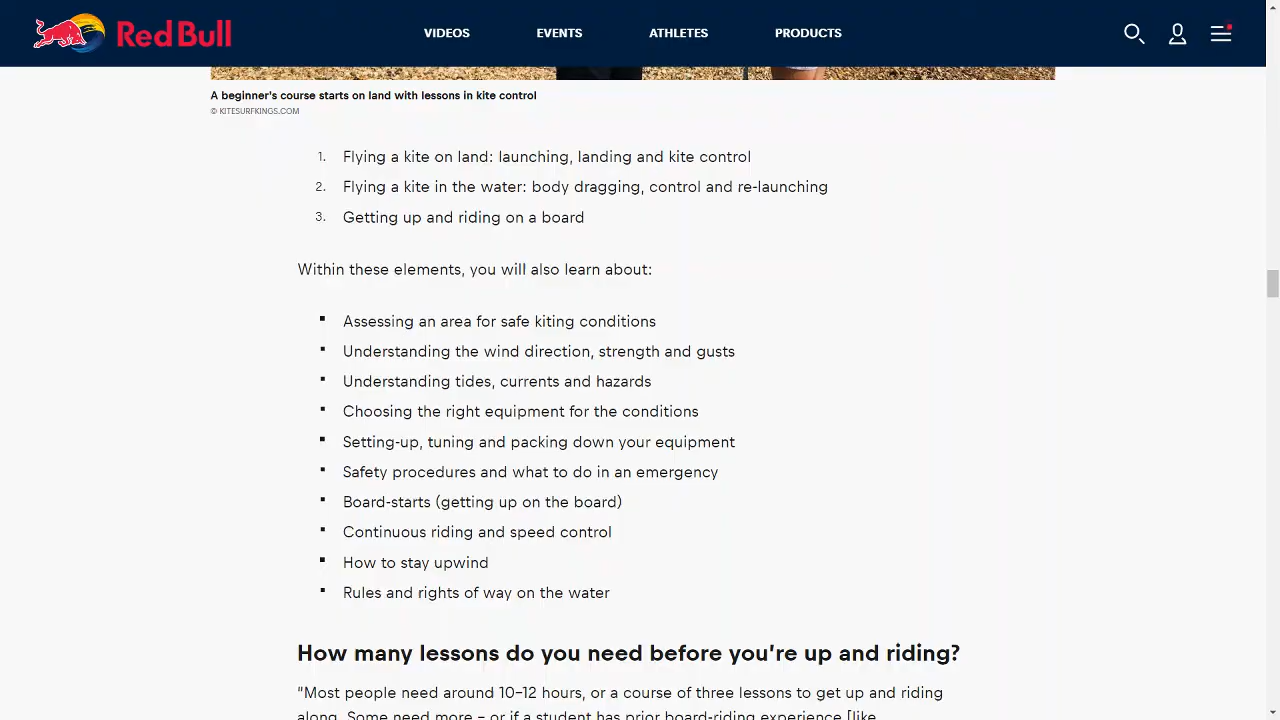 Red Bull
VIDEOS
EVENTS
ATHLETES
PRODUCTS
A beginner's course starts on land with lessons in kite control
© KITESURFKINGS.COM
1. Flying a kite on land: launching, landing and kite control
2. Flying a kite in the water: body dragging, control and re-launching
3. Getting up and riding on a board
Within these elements, you will also learn about:
▪ Assessing an area for safe kiting conditions
▪ Understanding the wind direction, strength and gusts
▪ Understanding tides, currents and hazards
▪ Choosing the right equipment for the conditions
▪ Setting-up, tuning and packing down your equipment
▪ Safety procedures and what to do in an emergency
▪ Board-starts (getting up on the board)
▪ Continuous riding and speed control
▪ How to stay upwind
▪ Rules and rights of way on the water
How many lessons do you need before you're up and riding?
"Most people need around 10–12 hours, or a course of three lessons to get up and riding
along. Some need more – or if a student has prior board-riding experience [like